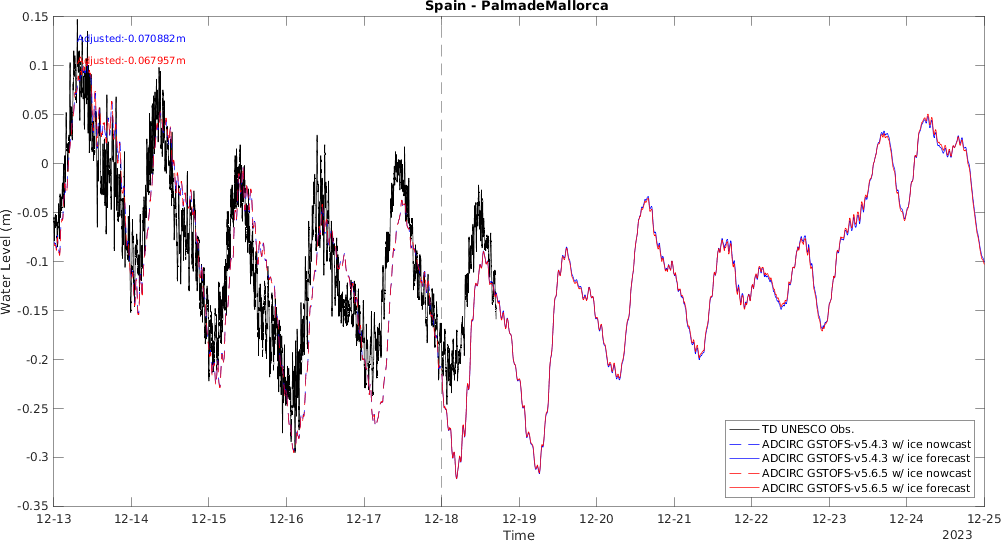 Spain - PalmadeMallorca
Adjusted:-0.070882m
Adjusted:-0.067957m
Water Level (m)
0.15
0.1
0.05
0
-0.05
-0.1
-0.15
-0.2
-0.25
-0.3
-0.35
12-13 12-14 12-15 12-16 12-17 12-18 12-19 12-20 12-21 12-22 12-23 12-24 12-25
Time
2023
TD UNESCO Obs.
ADCIRC GSTOFS-v5.4.3 w/ ice nowcast
ADCIRC GSTOFS-v5.4.3 w/ ice forecast
ADCIRC GSTOFS-v5.6.5 w/ ice nowcast
ADCIRC GSTOFS-v5.6.5 w/ ice forecast